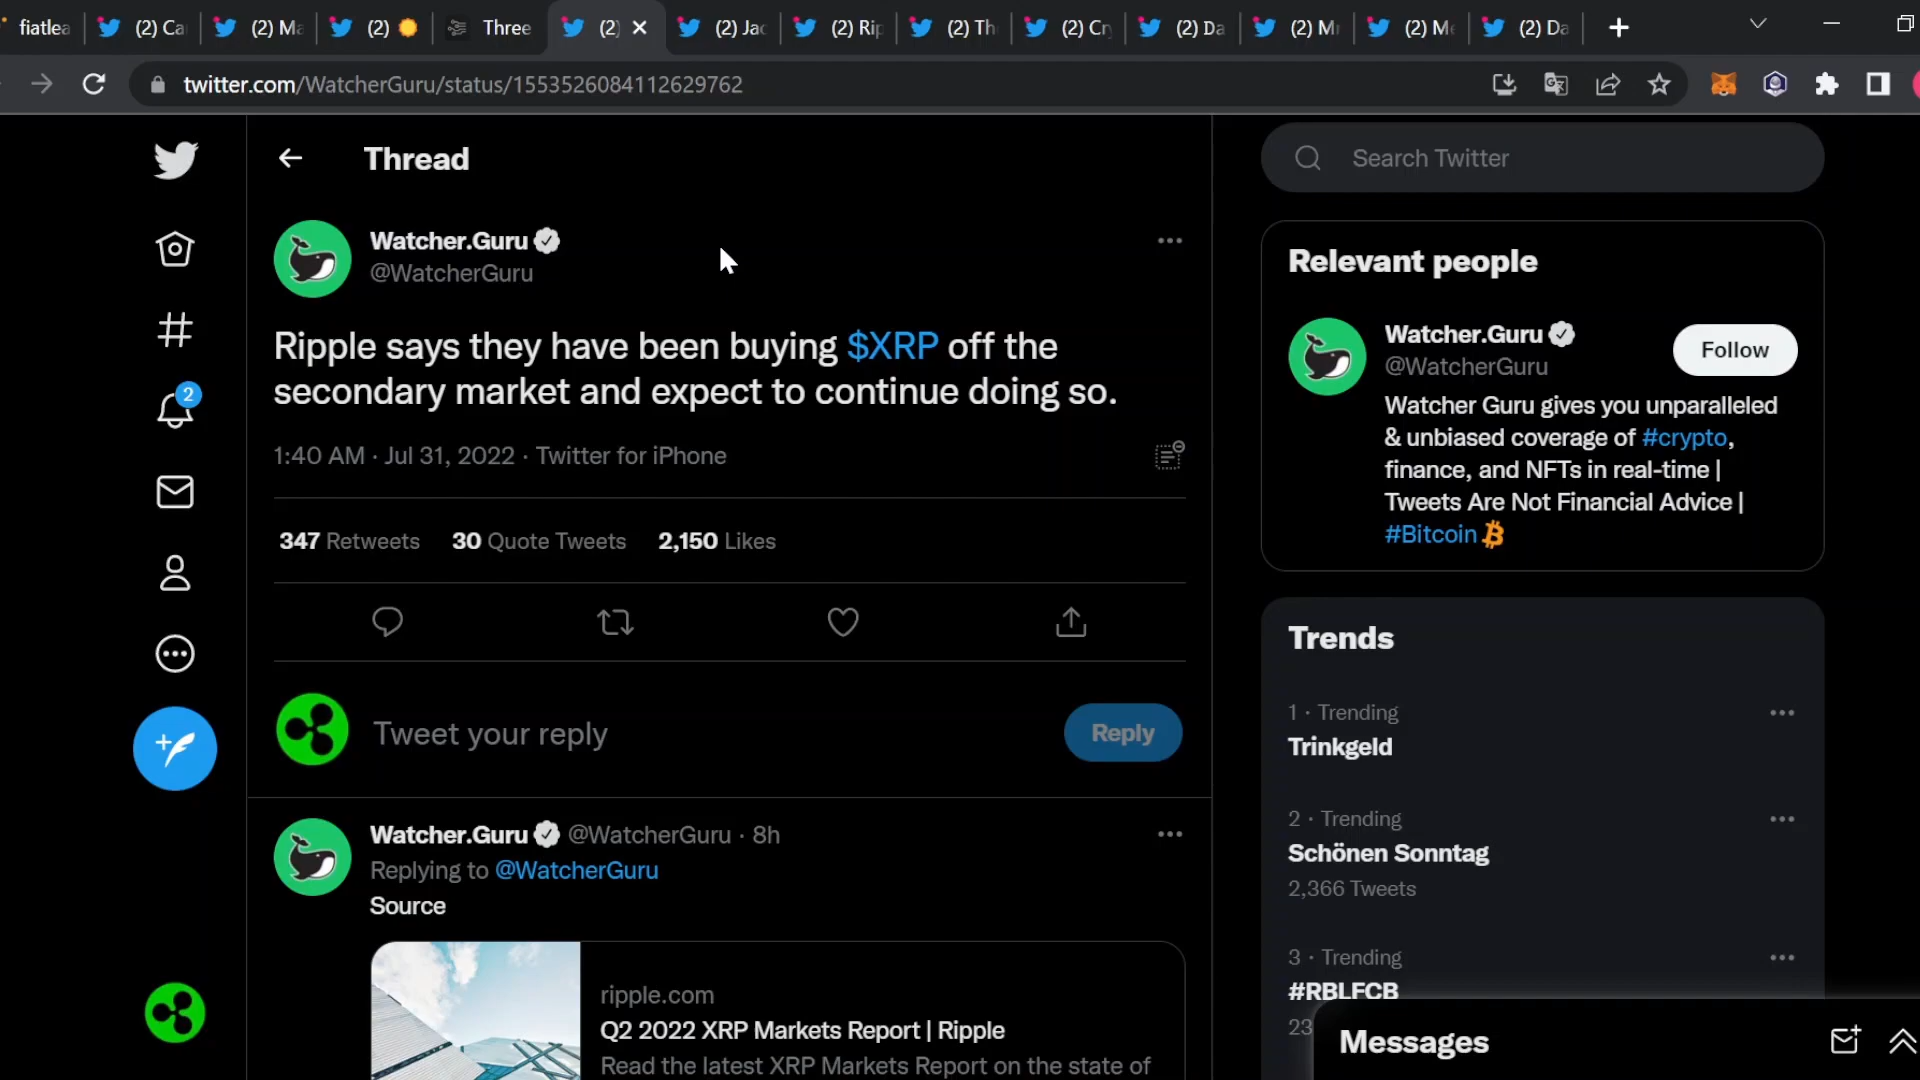 fiatlea
(2) Ca
(2) Ma
(2)
Three
(2)
(2) Jac
(2) Rip
(2) Th
(2) Cry
(2) Da
(2) Mr
(2) Me
(2) Da
twitter.com/WatcherGuru/status/1553526084112629762
Thread
Search Twitter
Watcher.Guru
@WatcherGuru
Ripple says they have been buying $XRP off the
secondary market and expect to continue doing so.
1:40 AM · Jul 31, 2022 · Twitter for iPhone
347 Retweets 30 Quote Tweets 2,150 Likes
Tweet your reply
Reply
Watcher.Guru @WatcherGuru · 8h
Replying to @WatcherGuru
Source
ripple.com
Q2 2022 XRP Markets Report | Ripple
Read the latest XRP Markets Report on the state of
2
Relevant people
Watcher.Guru
@WatcherGuru
Follow
Watcher Guru gives you unparalleled
& unbiased coverage of #crypto,
finance, and NFTs in real-time |
Tweets Are Not Financial Advice |
#Bitcoin
Trends
1 · Trending
Trinkgeld
2 · Trending
Schönen Sonntag
2,366 Tweets
3 · Trending
#RBLFCB
23
Messages